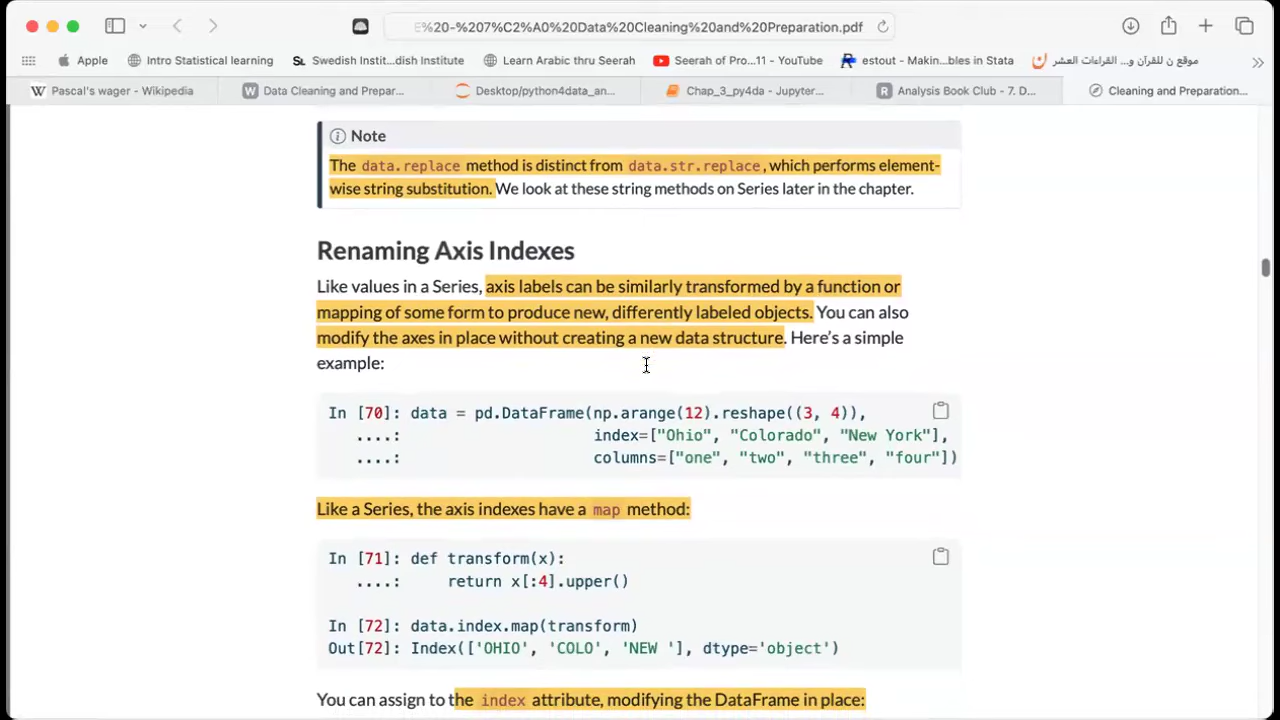 E%20-%207%C2%A0%20Data%20Cleaning%20and%20Preparation.pdf
Apple
Intro Statistical learning
SL Swedish Instit...dish Institute
Learn Arabic thru Seerah
Seerah of Pro...11 - YouTube
estout - Makin...bles in Stata
موقع ن للقرآن و... القراءات العشر
W Pascal's wager - Wikipedia
W Data Cleaning and Prepar...
Desktop/python4data_an...
Chap_3_py4da - Jupyter...
R Analysis Book Club - 7. D...
Cleaning and Preparation...
Note
The data.replace method is distinct from data.str.replace, which performs element-
wise string substitution. We look at these string methods on Series later in the chapter.
Renaming Axis Indexes
Like values in a Series, axis labels can be similarly transformed by a function or
mapping of some form to produce new, differently labeled objects. You can also
modify the axes in place without creating a new data structure. Here's a simple
example:
In [70]: data = pd.DataFrame(np.arange(12).reshape((3, 4)),
....: index=["Ohio", "Colorado", "New York"],
....: columns=["one", "two", "three", "four"])
Like a Series, the axis indexes have a map method:
In [71]: def transform(x):
....: return x[:4].upper()
In [72]: data.index.map(transform)
Out[72]: Index(['OHIO', 'COLO', 'NEW '], dtype='object')
You can assign to the index attribute, modifying the DataFrame in place: